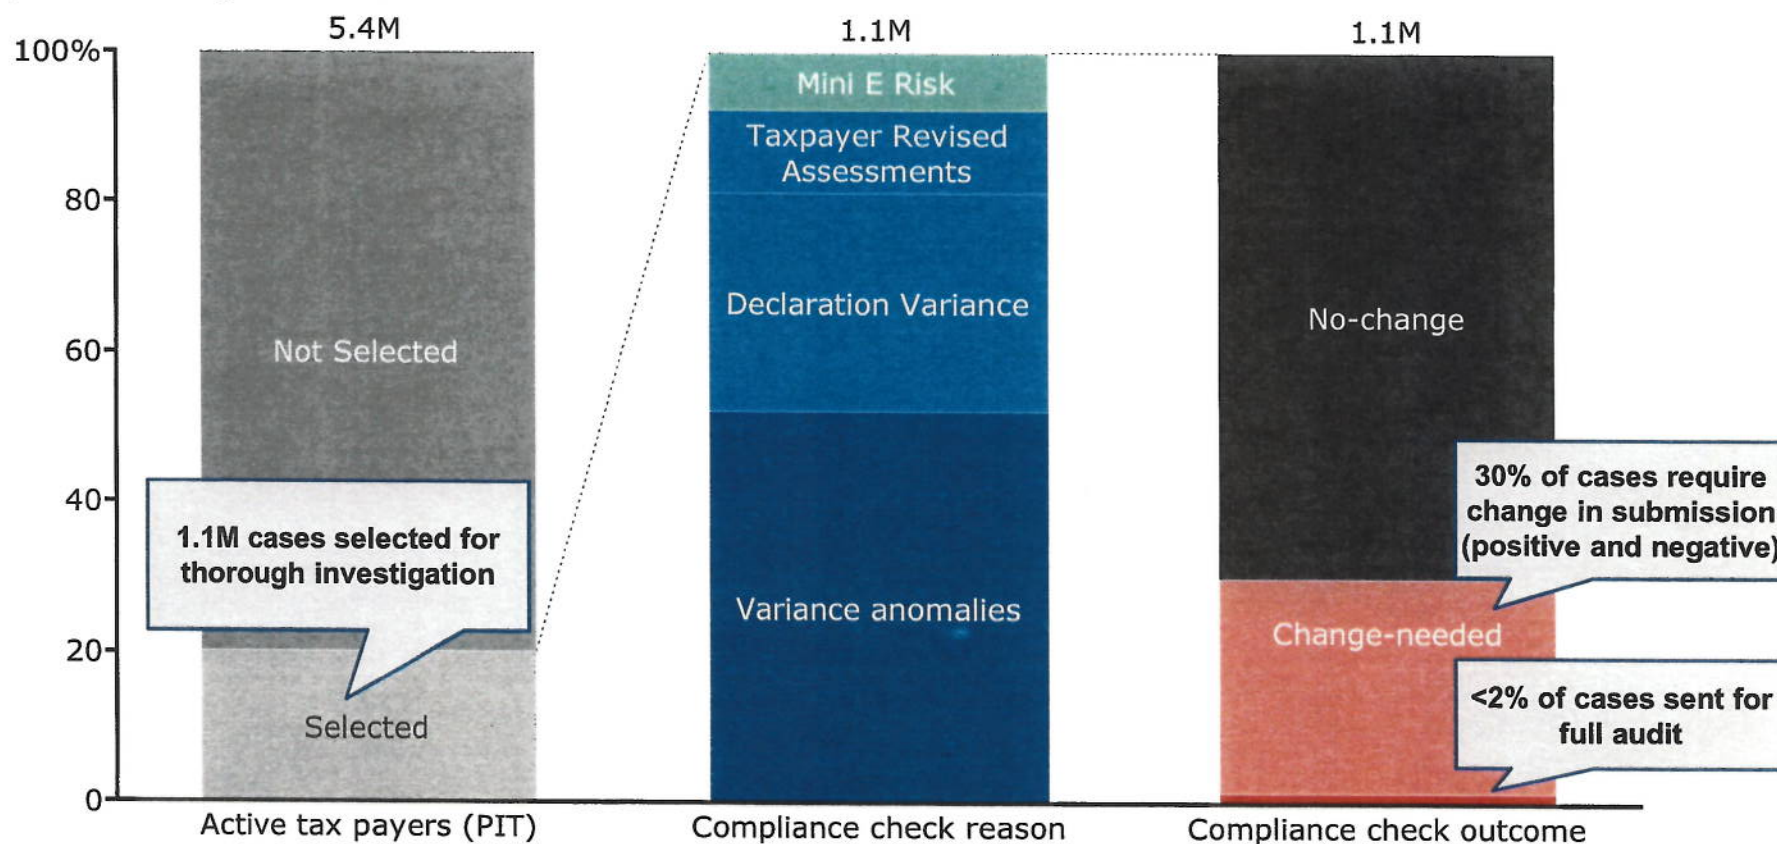 5.4M
1.1M
1.1M
100%
80
60
40
20
0
Not Selected
1.1M cases selected for
thorough investigation
Selected
Mini E Risk
Taxpayer Revised
Assessments
Declaration Variance
Variance anomalies
No-change
30% of cases require
change in submission
(positive and negative)
Change-needed
<2% of cases sent for
full audit
Active tax payers (PIT)
Compliance check reason
Compliance check outcome